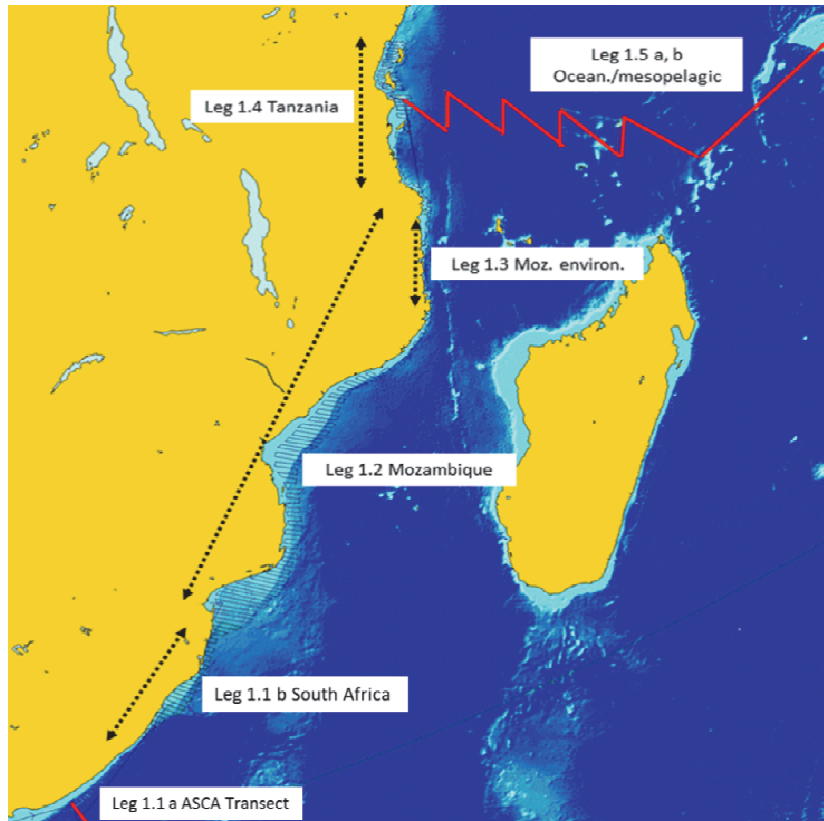 Leg 1.5 a, b
Ocean./mesopelagic
Leg 1.4 Tanzania
Leg 1.3 Moz. environ.
Leg 1.2 Mozambique
Leg 1.1 b South Africa
Leg 1.1 a ASCA Transect